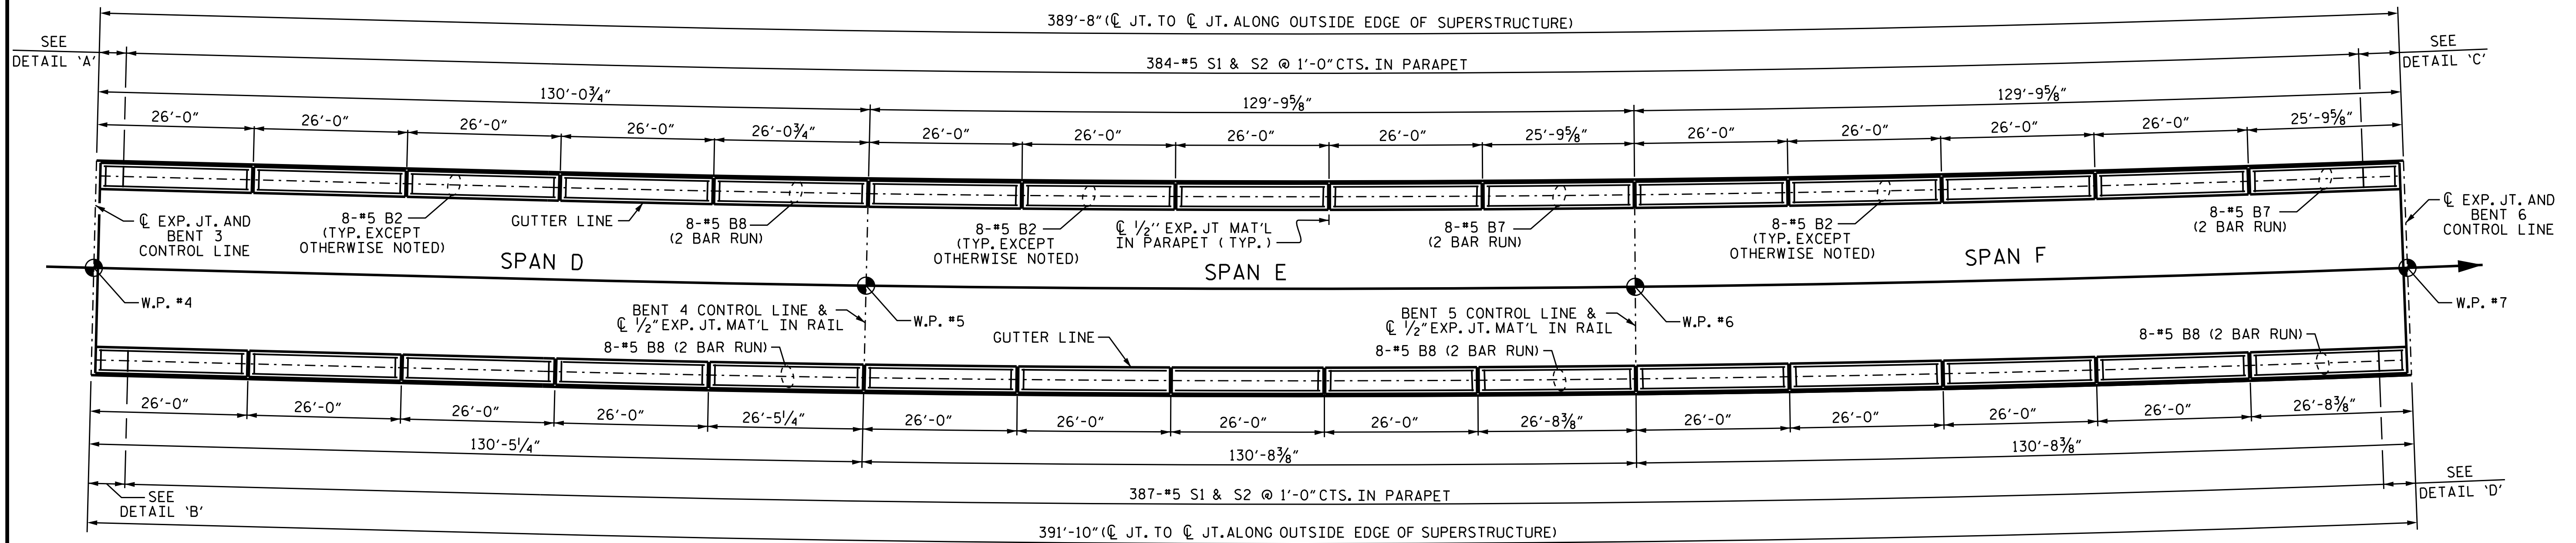 389'-8" (℄ JT. TO ℄ JT. ALONG OUTSIDE EDGE OF SUPERSTRUCTURE)
SEE
DETAIL 'A'
384-#5 S1 & S2 @ 1'-0" CTS. IN PARAPET
SEE
DETAIL 'C'
130'-0¾"
129'-9⅝"
129'-9⅝"
26'-0"
26'-0"
26'-0"
26'-0"
26'-0¾"
26'-0"
26'-0"
26'-0"
26'-0"
25'-9⅝"
26'-0"
26'-0"
26'-0"
26'-0"
25'-9⅝"
℄ EXP. JT. AND
BENT 3
CONTROL LINE
8-#5 B2
(TYP. EXCEPT
OTHERWISE NOTED)
GUTTER LINE
8-#5 B8
(2 BAR RUN)
8-#5 B2
(TYP. EXCEPT
OTHERWISE NOTED)
℄ ½" EXP. JT MAT'L
IN PARAPET ( TYP. )
8-#5 B7
(2 BAR RUN)
8-#5 B2
(TYP. EXCEPT
OTHERWISE NOTED)
8-#5 B7
(2 BAR RUN)
℄ EXP. JT. AND
BENT 6
CONTROL LINE
SPAN D
SPAN E
SPAN F
W.P. #4
BENT 4 CONTROL LINE &
℄ ½" EXP. JT. MAT'L IN RAIL
W.P. #5
BENT 5 CONTROL LINE &
℄ ½" EXP. JT. MAT'L IN RAIL
W.P. #6
W.P. #7
8-#5 B8 (2 BAR RUN)
GUTTER LINE
8-#5 B8 (2 BAR RUN)
8-#5 B8 (2 BAR RUN)
26'-0"
26'-0"
26'-0"
26'-0"
26'-5¼"
26'-0"
26'-0"
26'-0"
26'-0"
26'-8⅜"
26'-0"
26'-0"
26'-0"
26'-0"
26'-8⅜"
130'-5¼"
130'-8⅜"
130'-8⅜"
SEE
DETAIL 'B'
387-#5 S1 & S2 @ 1'-0" CTS. IN PARAPET
SEE
DETAIL 'D'
391'-10" (℄ JT. TO ℄ JT. ALONG OUTSIDE EDGE OF SUPERSTRUCTURE)